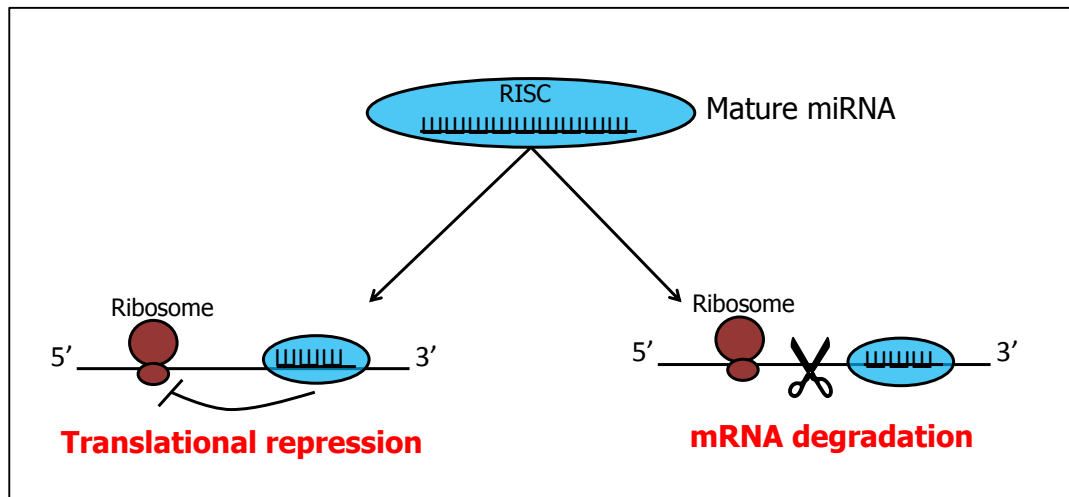 RISC
Mature miRNA
Ribosome
5’
3’
Translational repression
Ribosome
5’
3’
mRNA degradation